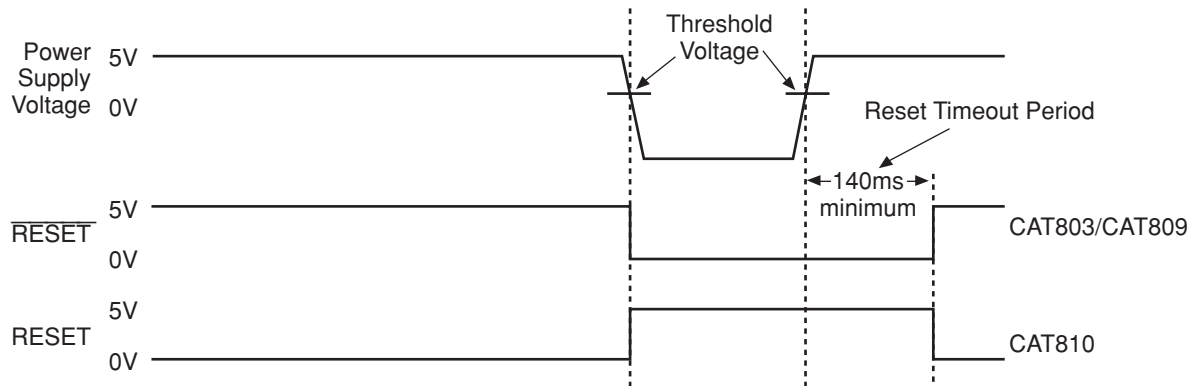 Threshold
Voltage
Power
Supply
Voltage
5V
0V
Reset Timeout Period
140ms
minimum
RESET
5V
0V
CAT803/CAT809
RESET
5V
0V
CAT810